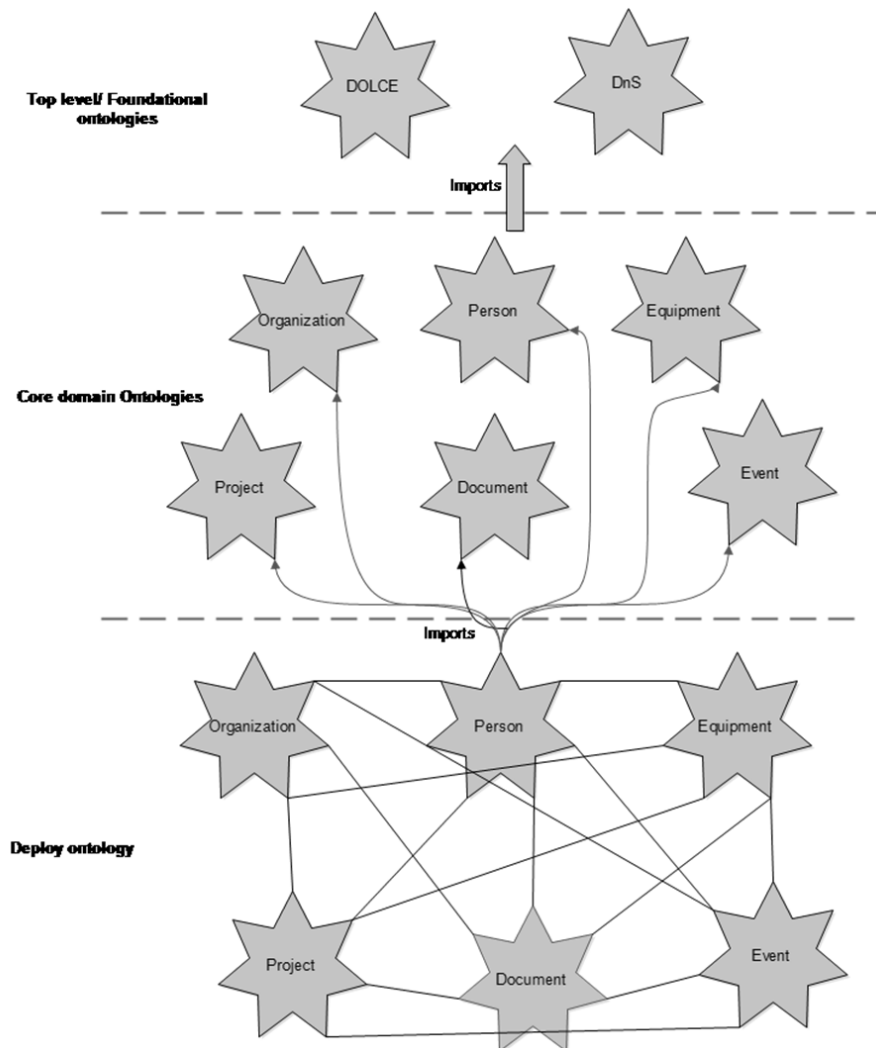 DOLCE
DnS
Top level/ Foundational
ontologies
Imports
Organization
Person
Equipment
Core domain Ontologies
Project
Document
Event
Imports
Organization
Person
Equipment
Deploy ontology
Project
Document
Event